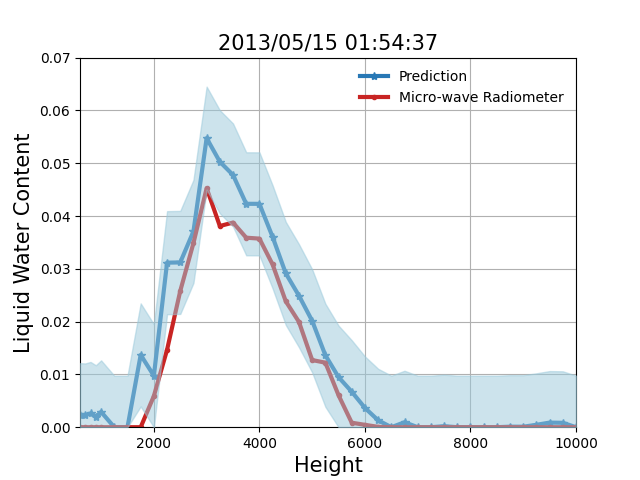 2013/05/15 01:54:37
Liquid Water Content
0.07
0.06
0.05
0.04
0.03
0.02
0.01
0.00
Prediction
Micro-wave Radiometer
2000 4000 6000 8000 10000
Height